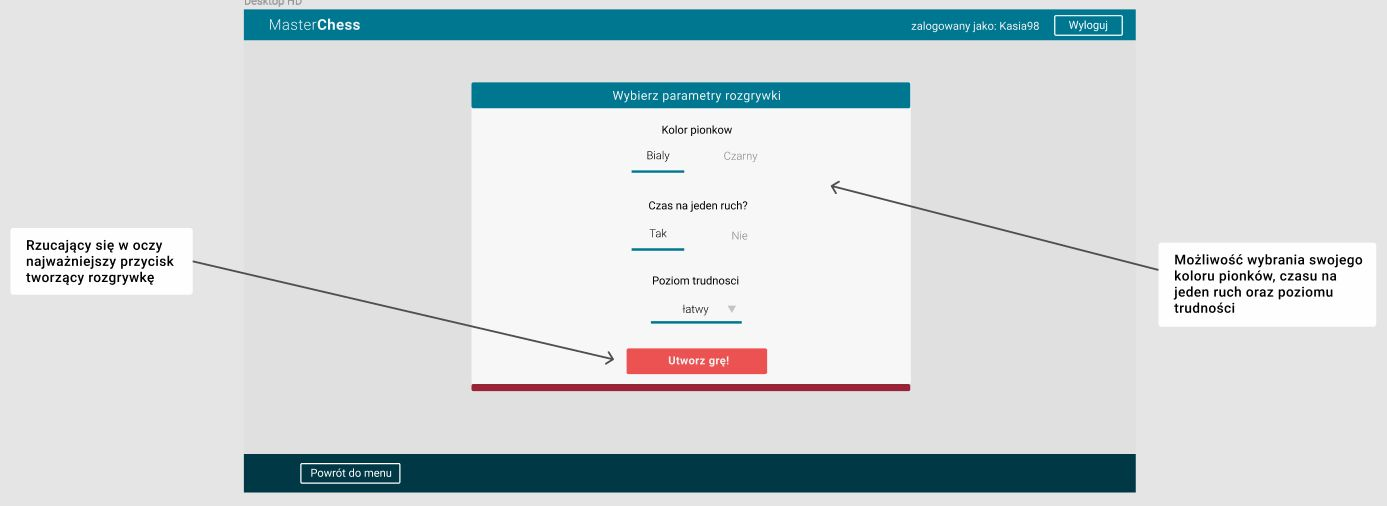 Desktop HD
MasterChess
zalogowany jako: Kasia98
Wyloguj
Wybierz parametry rozgrywki
Kolor pionkow
Bialy
Czarny
Czas na jeden ruch?
Tak
Nie
Poziom trudnosci
łatwy
Utworz grę!
Powrót do menu
Rzucający się w oczy
najważniejszy przycisk
tworzący rozgrywkę
Możliwość wybrania swojego
koloru pionków, czasu na
jeden ruch oraz poziomu
trudności